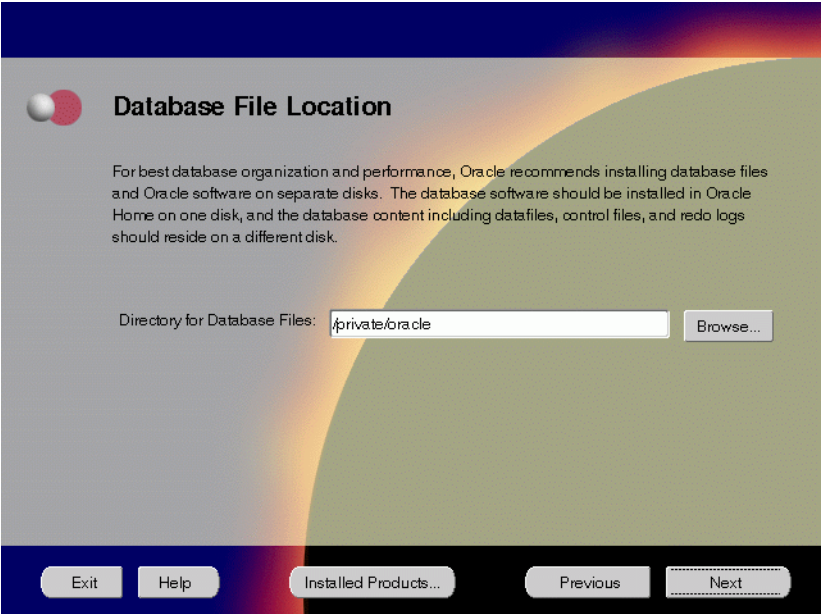 Database File Location
For best database organization and performance, Oracle recommends installing database files
and Oracle software on separate disks.  The database software should be installed in Oracle
Home on one disk, and the database content including datafiles, control files, and redo logs
should reside on a different disk.
Directory for Database Files: /private/oracle Browse...
Exit Help Installed Products... Previous Next